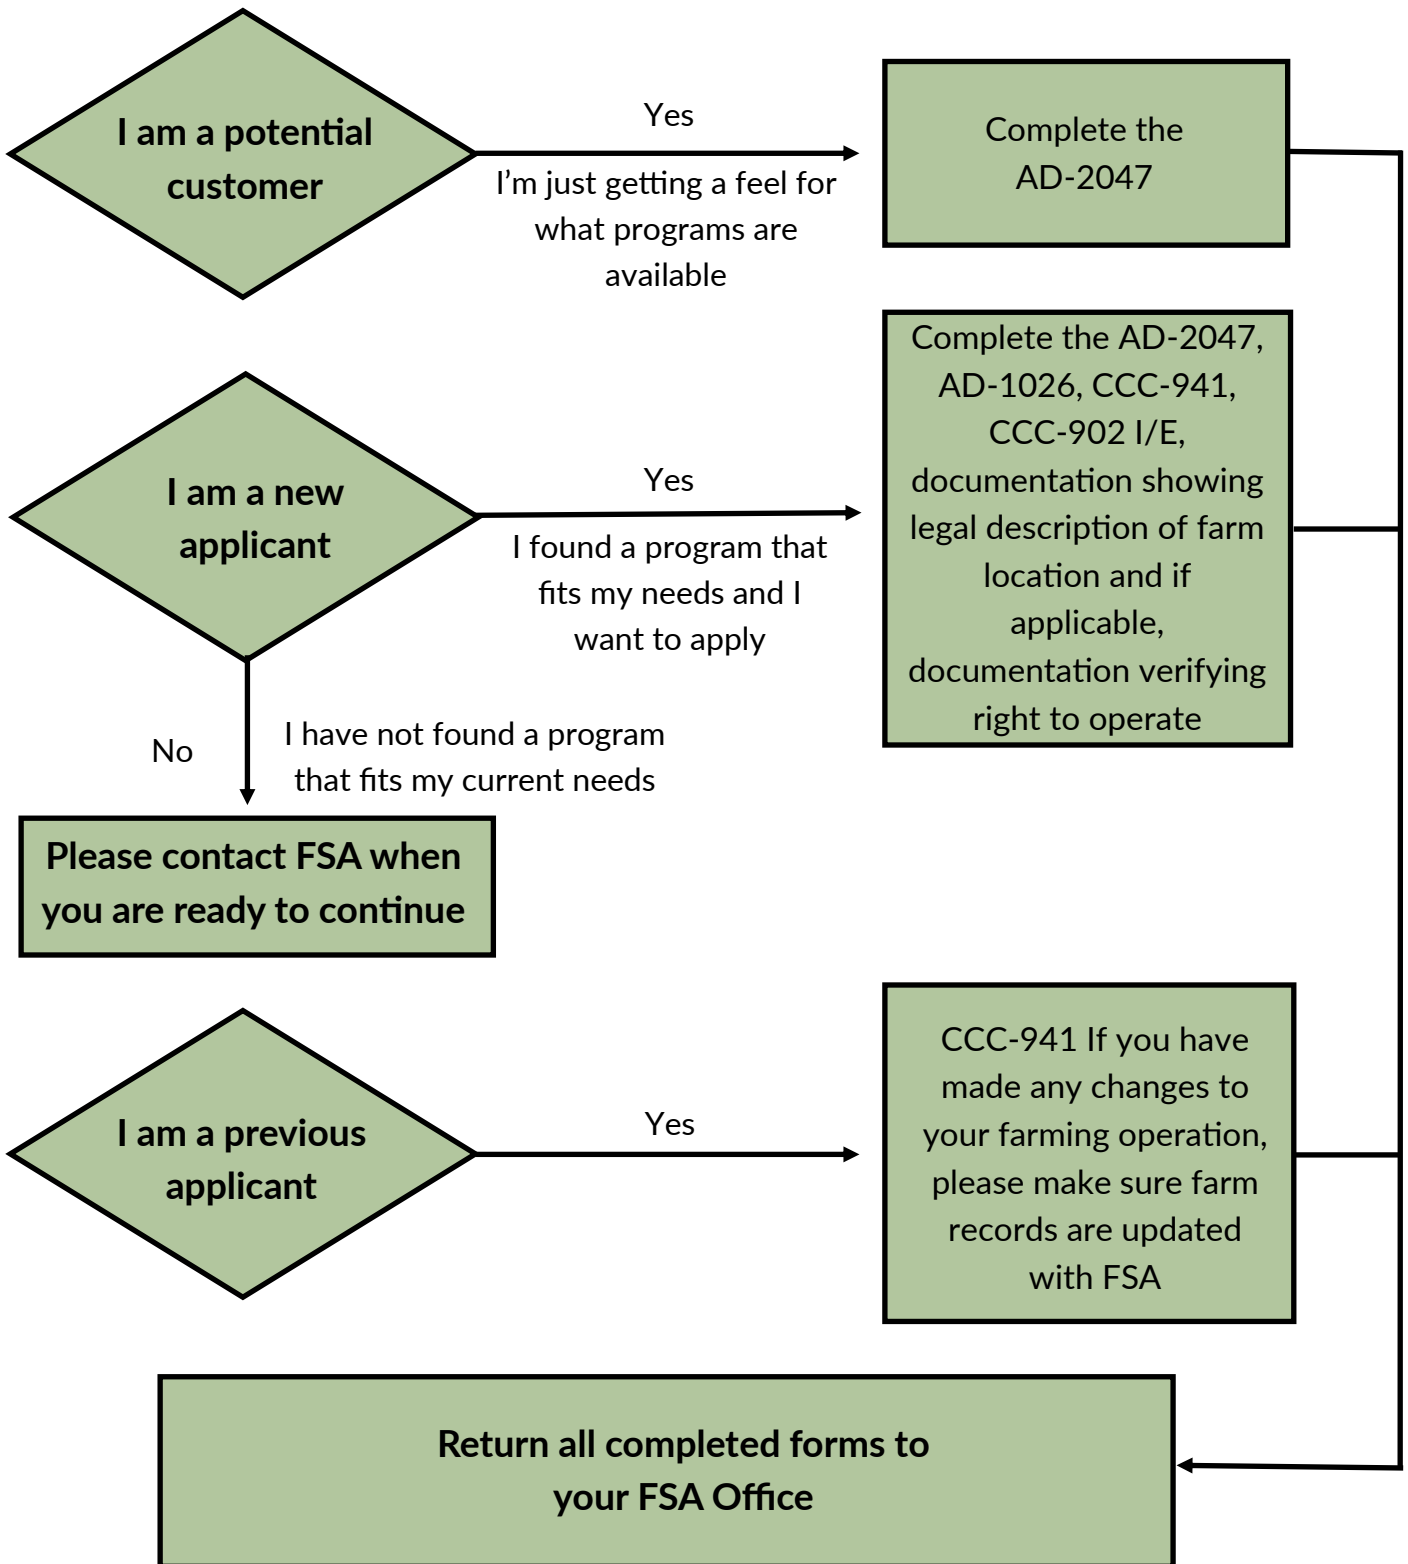 I am a potential
customer
Yes
I’m just getting a feel for
what programs are
available
Complete the
AD-2047
I am a new
applicant
Yes
I found a program that
fits my needs and I
want to apply
Complete the AD-2047,
AD-1026, CCC-941,
CCC-902 I/E,
documentation showing
legal description of farm
location and if
applicable,
documentation verifying
right to operate
No
I have not found a program
that fits my current needs
Please contact FSA when
you are ready to continue
I am a previous
applicant
Yes
CCC-941 If you have
made any changes to
your farming operation,
please make sure farm
records are updated
with FSA
Return all completed forms to
your FSA Office